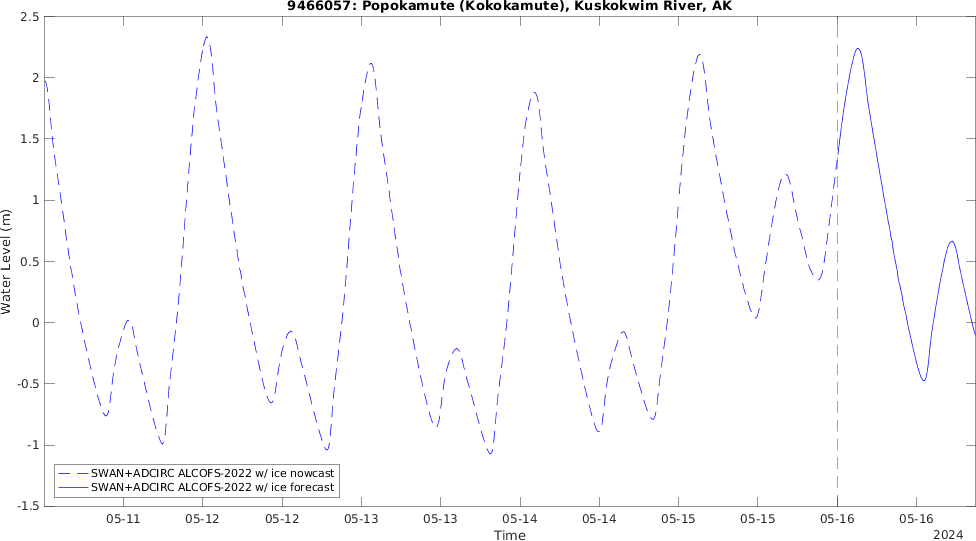 9466057: Popokamute (Kokokamute), Kuskokwim River, AK
Water Level (m)
2.5
2
1.5
1
0.5
0
-0.5
-1
-1.5
SWAN+ADCIRC ALCOFS-2022 w/ ice nowcast
SWAN+ADCIRC ALCOFS-2022 w/ ice forecast
05-11 05-12 05-12 05-13 05-13 05-14 05-14 05-15 05-15 05-16 05-16
Time
2024